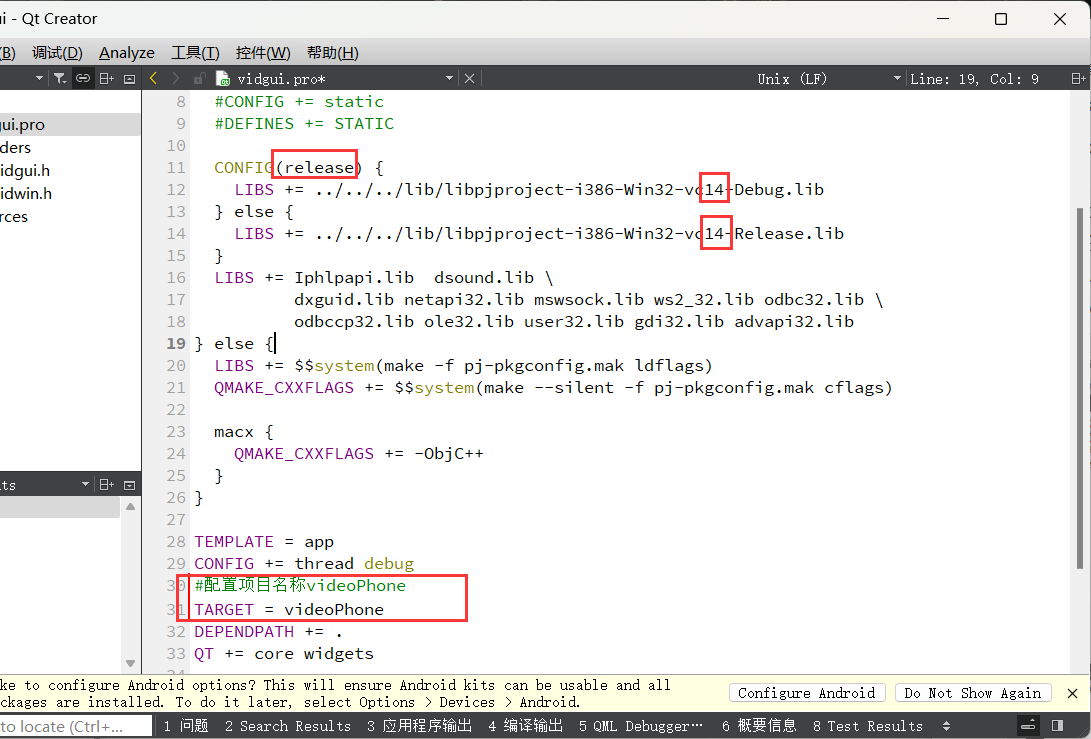 ui - Qt Creator
(B) 调试(D) Analyze 工具(T) 控件(W) 帮助(H)
vidgui.pro* Unix (LF) Line: 19, Col: 9
gui.pro
ders
idgui.h
idwin.h
rces
ts
8 #CONFIG += static
9 #DEFINES += STATIC
10
11 CONFIG(release) {
12 LIBS += ../../../lib/libpjproject-i386-Win32-vc14-Debug.lib
13 } else {
14 LIBS += ../../../lib/libpjproject-i386-Win32-vc14-Release.lib
15 }
16 LIBS += Iphlpapi.lib  dsound.lib \
17 dxguid.lib netapi32.lib mswsock.lib ws2_32.lib odbc32.lib \
18 odbccp32.lib ole32.lib user32.lib gdi32.lib advapi32.lib
19 } else {
20 LIBS += $$system(make -f pj-pkgconfig.mak ldflags)
21 QMAKE_CXXFLAGS += $$system(make --silent -f pj-pkgconfig.mak cflags)
22
23 macx {
24 QMAKE_CXXFLAGS += -ObjC++
25 }
26 }
27
28 TEMPLATE = app
29 CONFIG += thread debug
30 #配置项目名称videoPhone
31 TARGET = videoPhone
32 DEPENDPATH += .
33 QT += core widgets
ke to configure Android options? This will ensure Android kits can be usable and all
ckages are installed. To do it later, select Options > Devices > Android.
Configure Android Do Not Show Again
to locate (Ctrl+... 1 问题 2 Search Results 3 应用程序输出 4 编译输出 5 QML Debugger… 6 概要信息 8 Test Results